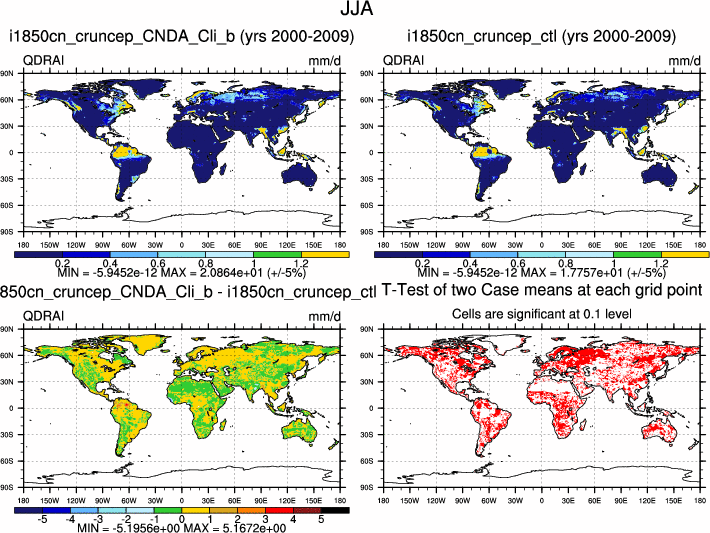 JJA
i1850cn_cruncep_CNDA_Cli_b (yrs 2000-2009)
QDRAI mm/d
90N
60N
30N
0
30S
60S
90S
180 150W 120W 90W 60W 30W 0 30E 60E 90E 120E 150E 180
0.2 0.4 0.6 0.8 1 1.2
MIN = -5.9452e-12 MAX = 2.0864e+01 (+/-5%)
i1850cn_cruncep_ctl (yrs 2000-2009)
QDRAI mm/d
90N
60N
30N
0
30S
60S
90S
180 150W 120W 90W 60W 30W 0 30E 60E 90E 120E 150E 180
0.2 0.4 0.6 0.8 1 1.2
MIN = -5.9452e-12 MAX = 1.7757e+01 (+/-5%)
850cn_cruncep_CNDA_Cli_b - i1850cn_cruncep_ctl
QDRAI mm/d
90N
60N
30N
0
30S
60S
90S
180 150W 120W 90W 60W 30W 0 30E 60E 90E 120E 150E 180
-5 -4 -3 -2 -1 0 1 2 3 4 5
MIN = -5.1956e+00 MAX = 5.1672e+00
T-Test of two Case means at each grid point
Cells are significant at 0.1 level
90N
60N
30N
0
30S
60S
90S
180 150W 120W 90W 60W 30W 0 30E 60E 90E 120E 150E 180